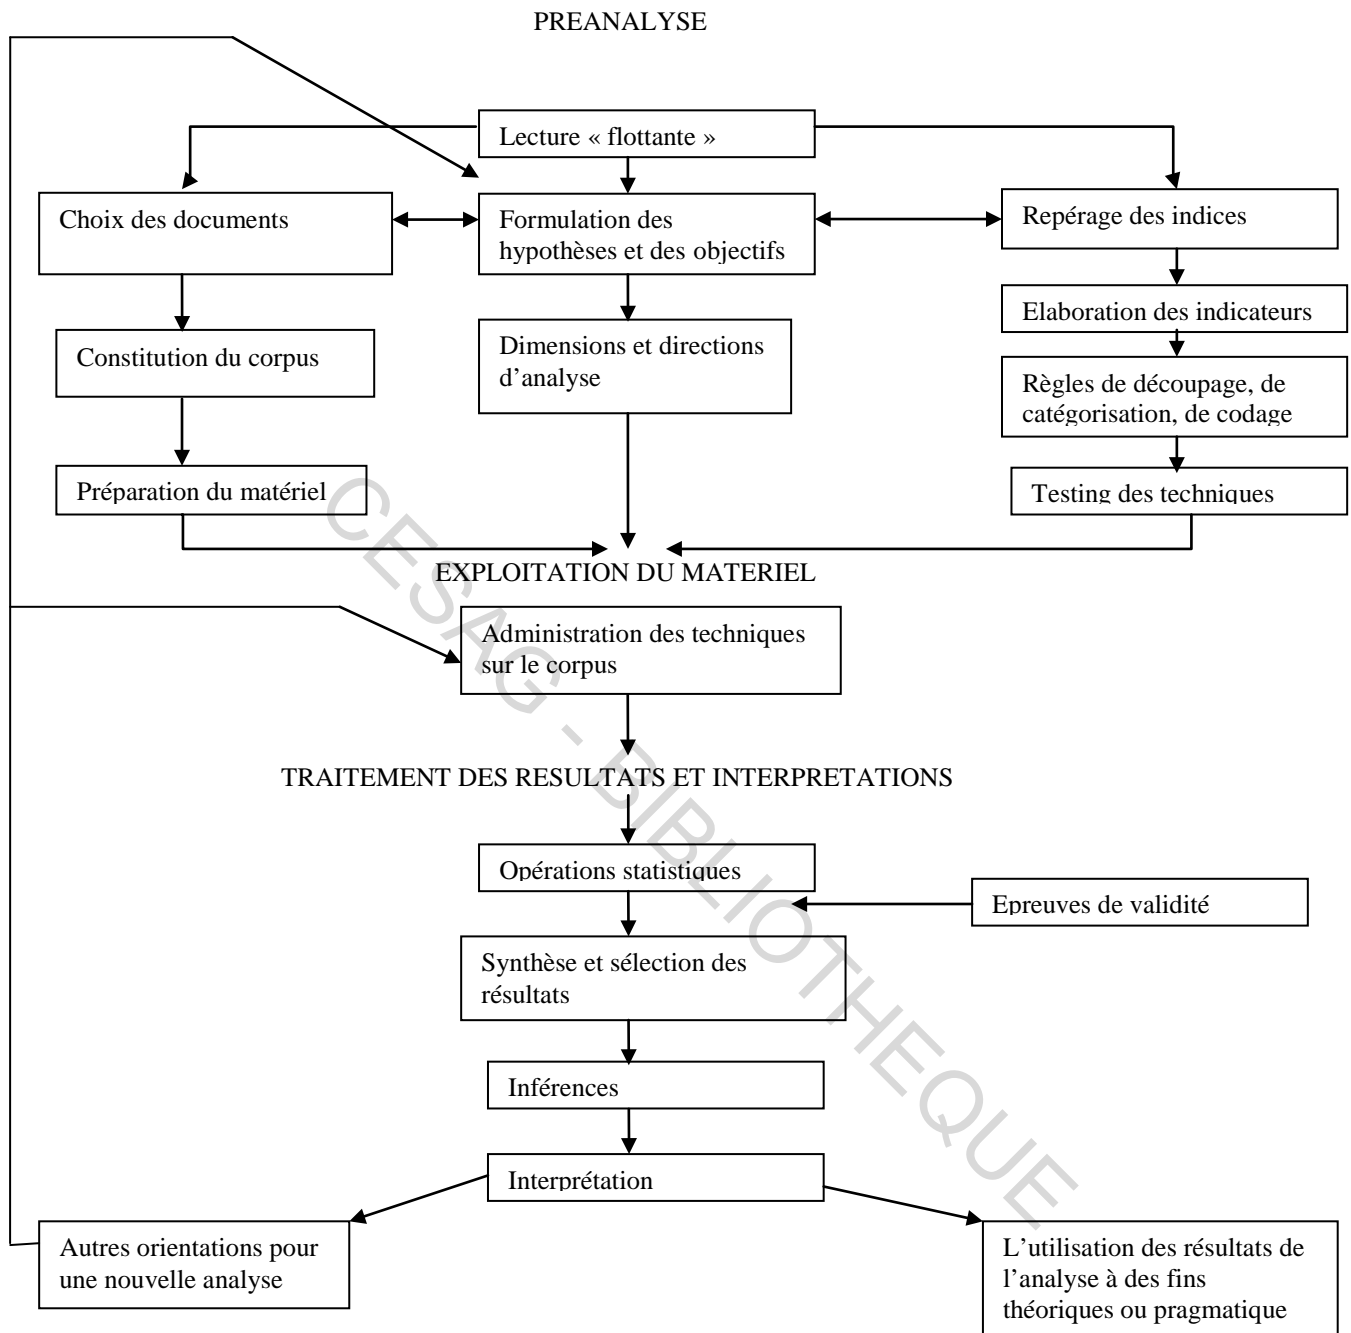 PREANALYSE
Lecture « flottante »
Choix des documents
Formulation des
hypothèses et des objectifs
Repérage des indices
Elaboration des indicateurs
Constitution du corpus
Dimensions et directions
d’analyse
Règles de découpage, de
catégorisation, de codage
Préparation du matériel
Testing des techniques
EXPLOITATION DU MATERIEL
Administration des techniques
sur le corpus
TRAITEMENT DES RESULTATS ET INTERPRETATIONS
Opérations statistiques
Epreuves de validité
Synthèse et sélection des
résultats
Inférences
Interprétation
Autres orientations pour
une nouvelle analyse
L’utilisation des résultats de
l’analyse à des fins
théoriques ou pragmatique
CESAG - BIBLIOTHEQUE